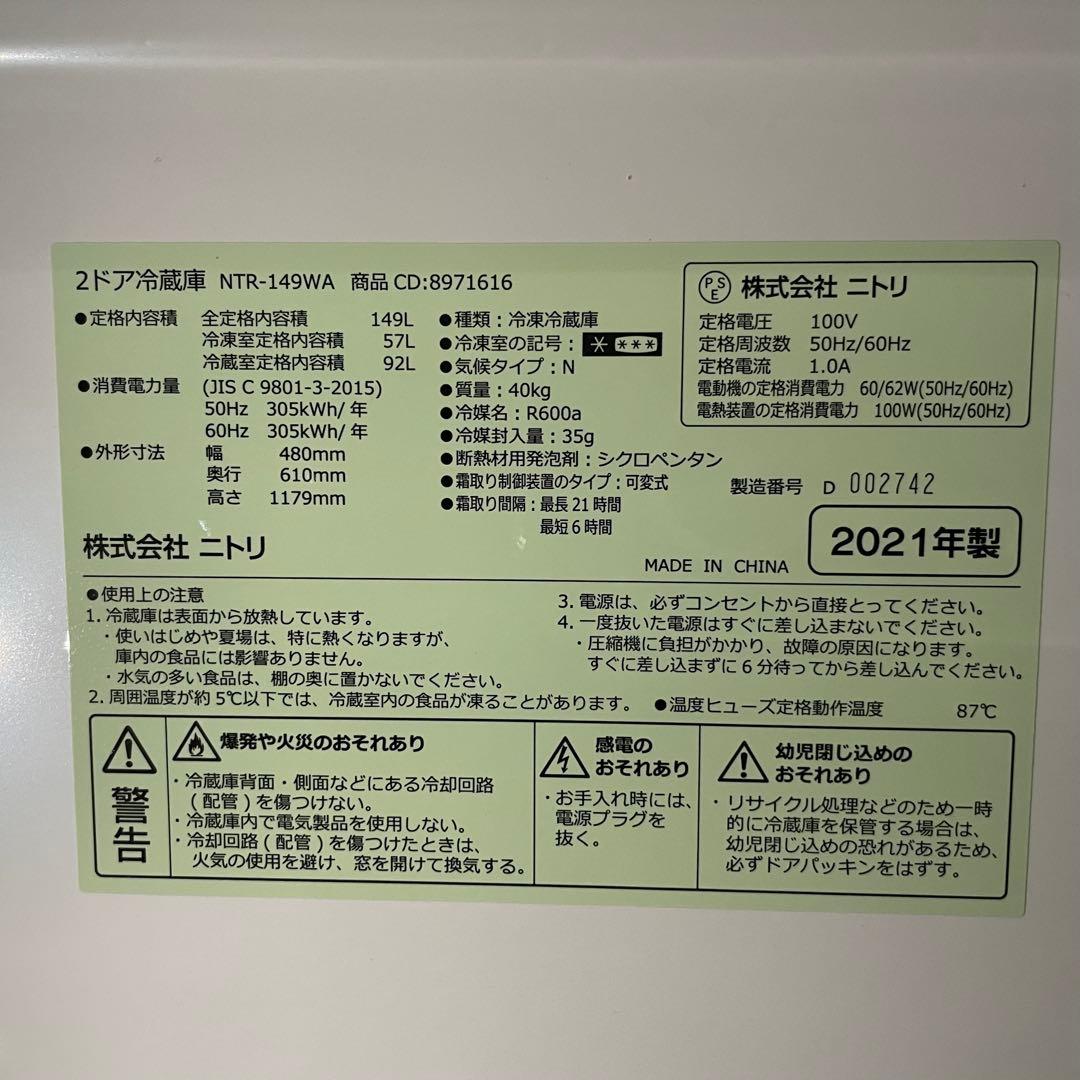 2ドア冷蔵庫 NTR-149WA 商品 CD:8971616
●定格内容積 全定格内容積 149L
冷凍室定格内容積 57L
冷蔵室定格内容積 92L
●消費電力量 (JIS C 9801-3-2015)
50Hz 305kWh/ 年
60Hz 305kWh/ 年
●外形寸法 幅 480mm
奥行 610mm
高さ 1179mm
●種類:冷凍冷蔵庫
●冷凍室の記号:
●気候タイプ:N
●質量:40kg
●冷媒名:R600a
●冷媒封入量:35g
●断熱材用発泡剤:シクロペンタン
●霜取り制御装置のタイプ:可変式
●霜取り間隔:最長 21 時間
最短 6 時間
PSE 株式会社 ニトリ
定格電圧 100V
定格周波数 50Hz/60Hz
定格電流 1.0A
電動機の定格消費電力 60/62W(50Hz/60Hz)
電熱装置の定格消費電力 100W(50Hz/60Hz)
製造番号 D 002742
株式会社 ニトリ
MADE IN CHINA
2021年製
●使用上の注意
1. 冷蔵庫は表面から放熱しています。
・使いはじめや夏場は、特に熱くなりますが、
庫内の食品には影響ありません。
・水気の多い食品は、棚の奥に置かないでください。
2. 周囲温度が約 5℃以下では、冷蔵室内の食品が凍ることがあります。
3. 電源は、必ずコンセントから直接とってください。
4. 一度抜いた電源はすぐに差し込まないでください。
・圧縮機に負担がかかり、故障の原因になります。
すぐに差し込まずに 6 分待ってから差し込んでください。
●温度ヒューズ定格動作温度 87℃
警告
爆発や火災のおそれあり
・冷蔵庫背面・側面などにある冷却回路
(配管)を傷つけない。
・冷蔵庫内で電気製品を使用しない。
・冷却回路(配管)を傷つけたときは、
火気の使用を避け、窓を開けて換気する。
感電の
おそれあり
・お手入れ時には、
電源プラグを
抜く。
幼児閉じ込めの
おそれあり
・リサイクル処理などのため一時
的に冷蔵庫を保管する場合は、
幼児閉じ込めの恐れがあるため、
必ずドアパッキンをはずす。